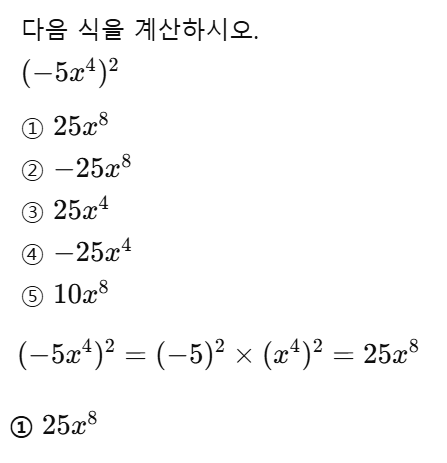 다음 식을 계산하시오.
(−5x⁴)²
① 25x⁸
② −25x⁸
③ 25x⁴
④ −25x⁴
⑤ 10x⁸
(−5x⁴)² = (−5)² × (x⁴)² = 25x⁸
① 25x⁸